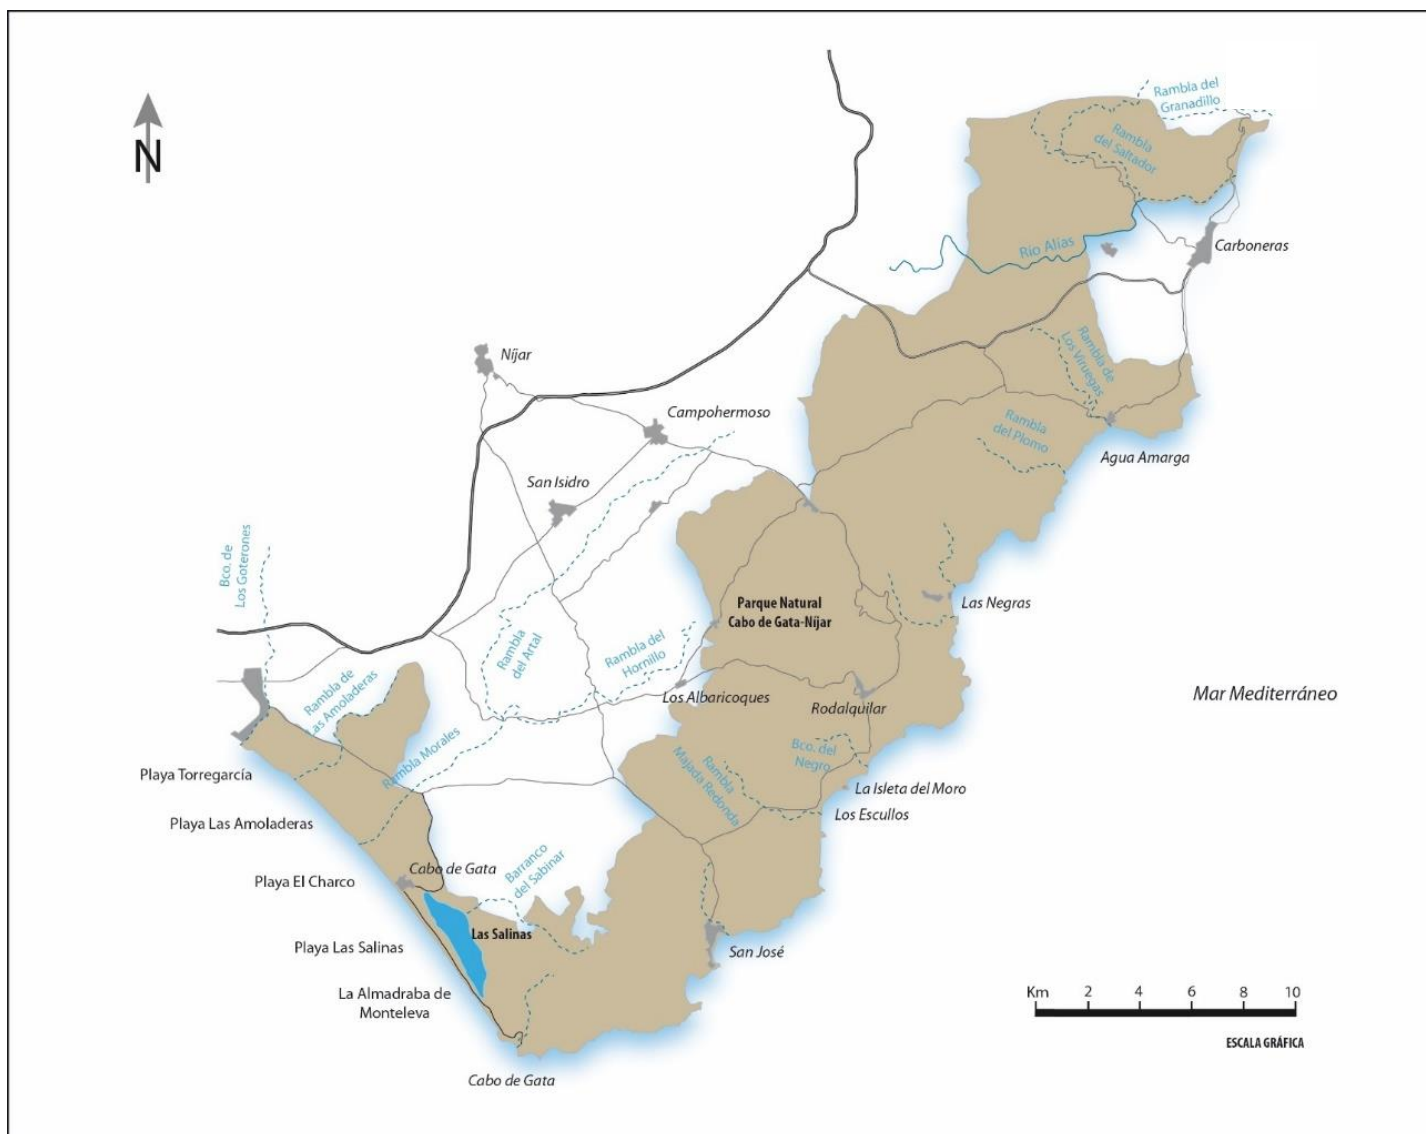 Rambla del
Granadillo
N
Rambla
del Saltador
Río Alías
Carboneras
Níjar
Rambla de
Los Viruegas
Campohermoso
Rambla
del Plomo
Agua Amarga
San Isidro
Bco. de
Los Goterones
Parque Natural
Cabo de Gata-Níjar
Las Negras
Rambla
del Artal
Rambla del
Hornillo
Rambla de
Las Amoladeras
Los Albaricoques
Rodalquilar
Mar Mediterráneo
Rambla Morales
Playa Torregarcía
Bco. del
Negro
Rambla
Majada Redonda
La Isleta del Moro
Los Escullos
Playa Las Amoladeras
Cabo de Gata
Barranco
del Sabinar
Playa El Charco
Las Salinas
Playa Las Salinas
San José
La Almadraba de
Monteleva
Km 2 4 6 8 10
ESCALA GRÁFICA
Cabo de Gata